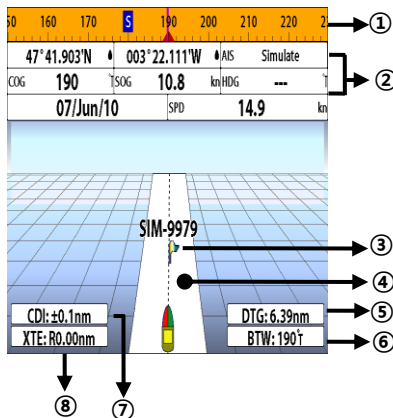 50 160 170 S 190 200 210 220 2 ①
47°41.903'N 003°22.111'W AIS Simulate
②
COG 190 °T SOG 10.8 kn HDG --- °T
07/Jun/10 SPD 14.9 kn
SIM-9979
③
④
CDI: ±0.1nm DTG: 6.39nm ⑤
XTE: R0.00nm BTW: 190°T ⑥
⑧ ⑦